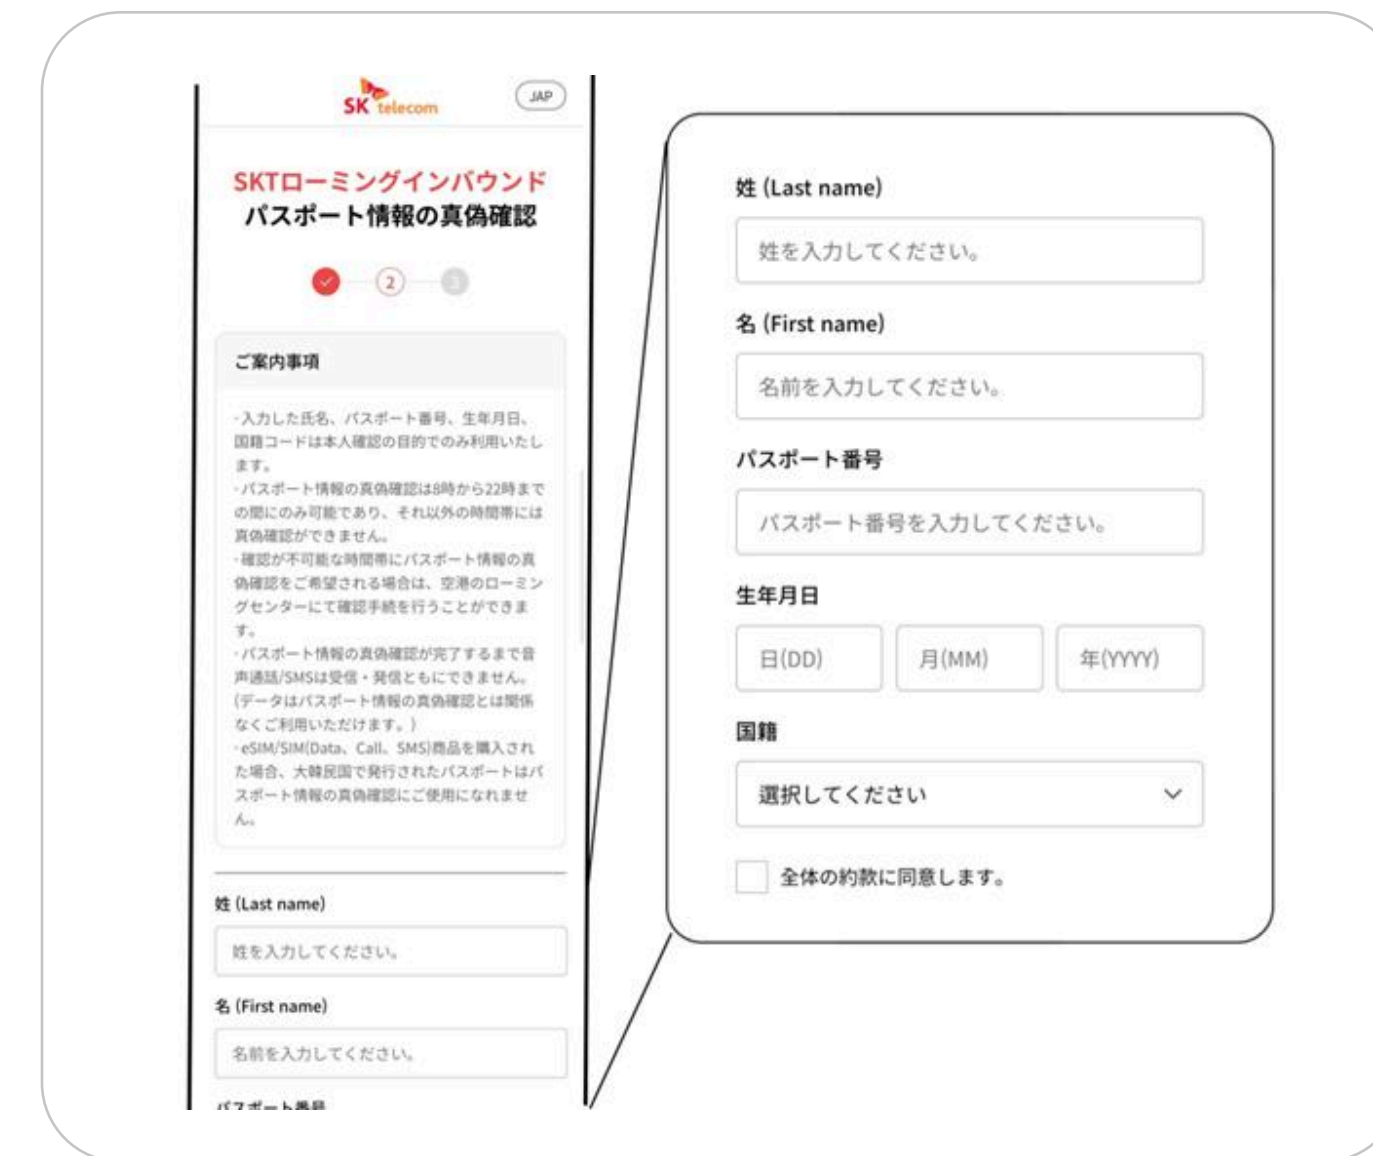 SK telecom
JAP
SKTローミングインバウンド
パスポート情報の真偽確認
2
3
ご案内事項
·入力した氏名、パスポート番号、生年月日、
国籍コードは本人確認の目的でのみ利用いたし
ます。
·パスポート情報の真偽確認は8時から22時まで
の間にのみ可能であり、それ以外の時間帯には
真偽確認ができません。
·確認が不可能な時間帯にパスポート情報の真
偽確認をご希望される場合は、空港のローミン
グセンターにて確認手続を行うことができま
す。
·パスポート情報の真偽確認が完了するまで音
声通話/SMSは受信・発信ともにできません。
(データはパスポート情報の真偽確認とは関係
なくご利用いただけます。)
·eSIM/SIM(Data、Call、SMS)商品を購入され
た場合、大韓民国で発行されたパスポートはパ
スポート情報の真偽確認にご使用になれませ
ん。
姓 (Last name)
姓を入力してください。
名 (First name)
名前を入力してください。
パスポート番号
姓 (Last name)
姓を入力してください。
名 (First name)
名前を入力してください。
パスポート番号
パスポート番号を入力してください。
生年月日
日(DD) 月(MM) 年(YYYY)
国籍
選択してください
全体の約款に同意します。